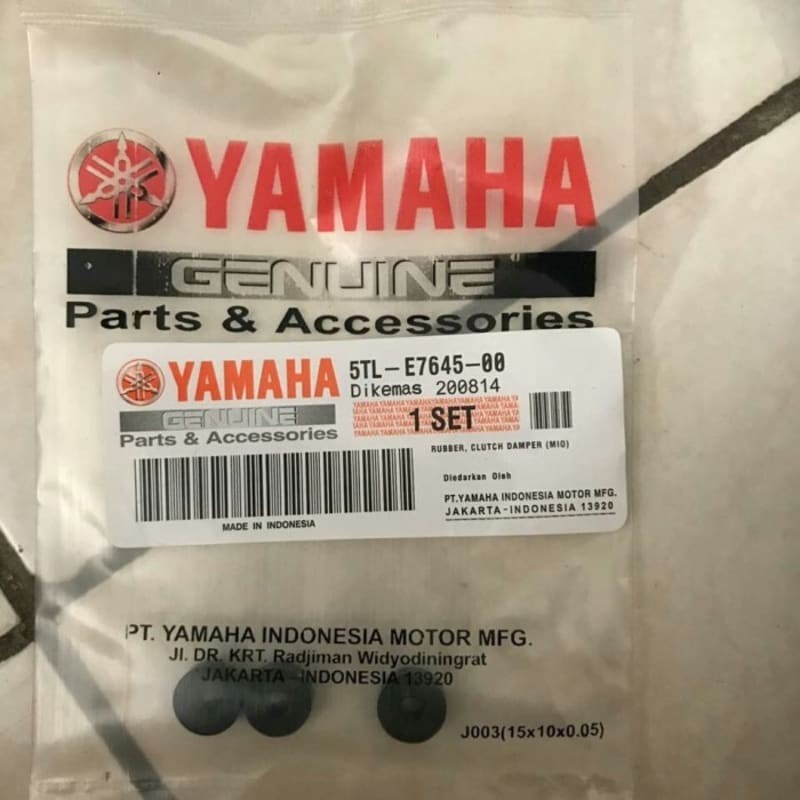 YAMAHA
GENUINE
Parts & Accessories
YAMAHA
GENUINE
Parts & Accessories
5TL-E7645-00
Dikemas 200814
1 SET
RUBBER, CLUTCH DAMPER (MIO)
Diedarkan Oleh
PT.YAMAHA INDONESIA MOTOR MFG.
JAKARTA-INDONESIA 13920
MADE IN INDONESIA
PT. YAMAHA INDONESIA MOTOR MFG.
Jl. DR. KRT. Radjiman Widyodiningrat
JAKARTA-INDONESIA 13920
J003(15x10x0.05)